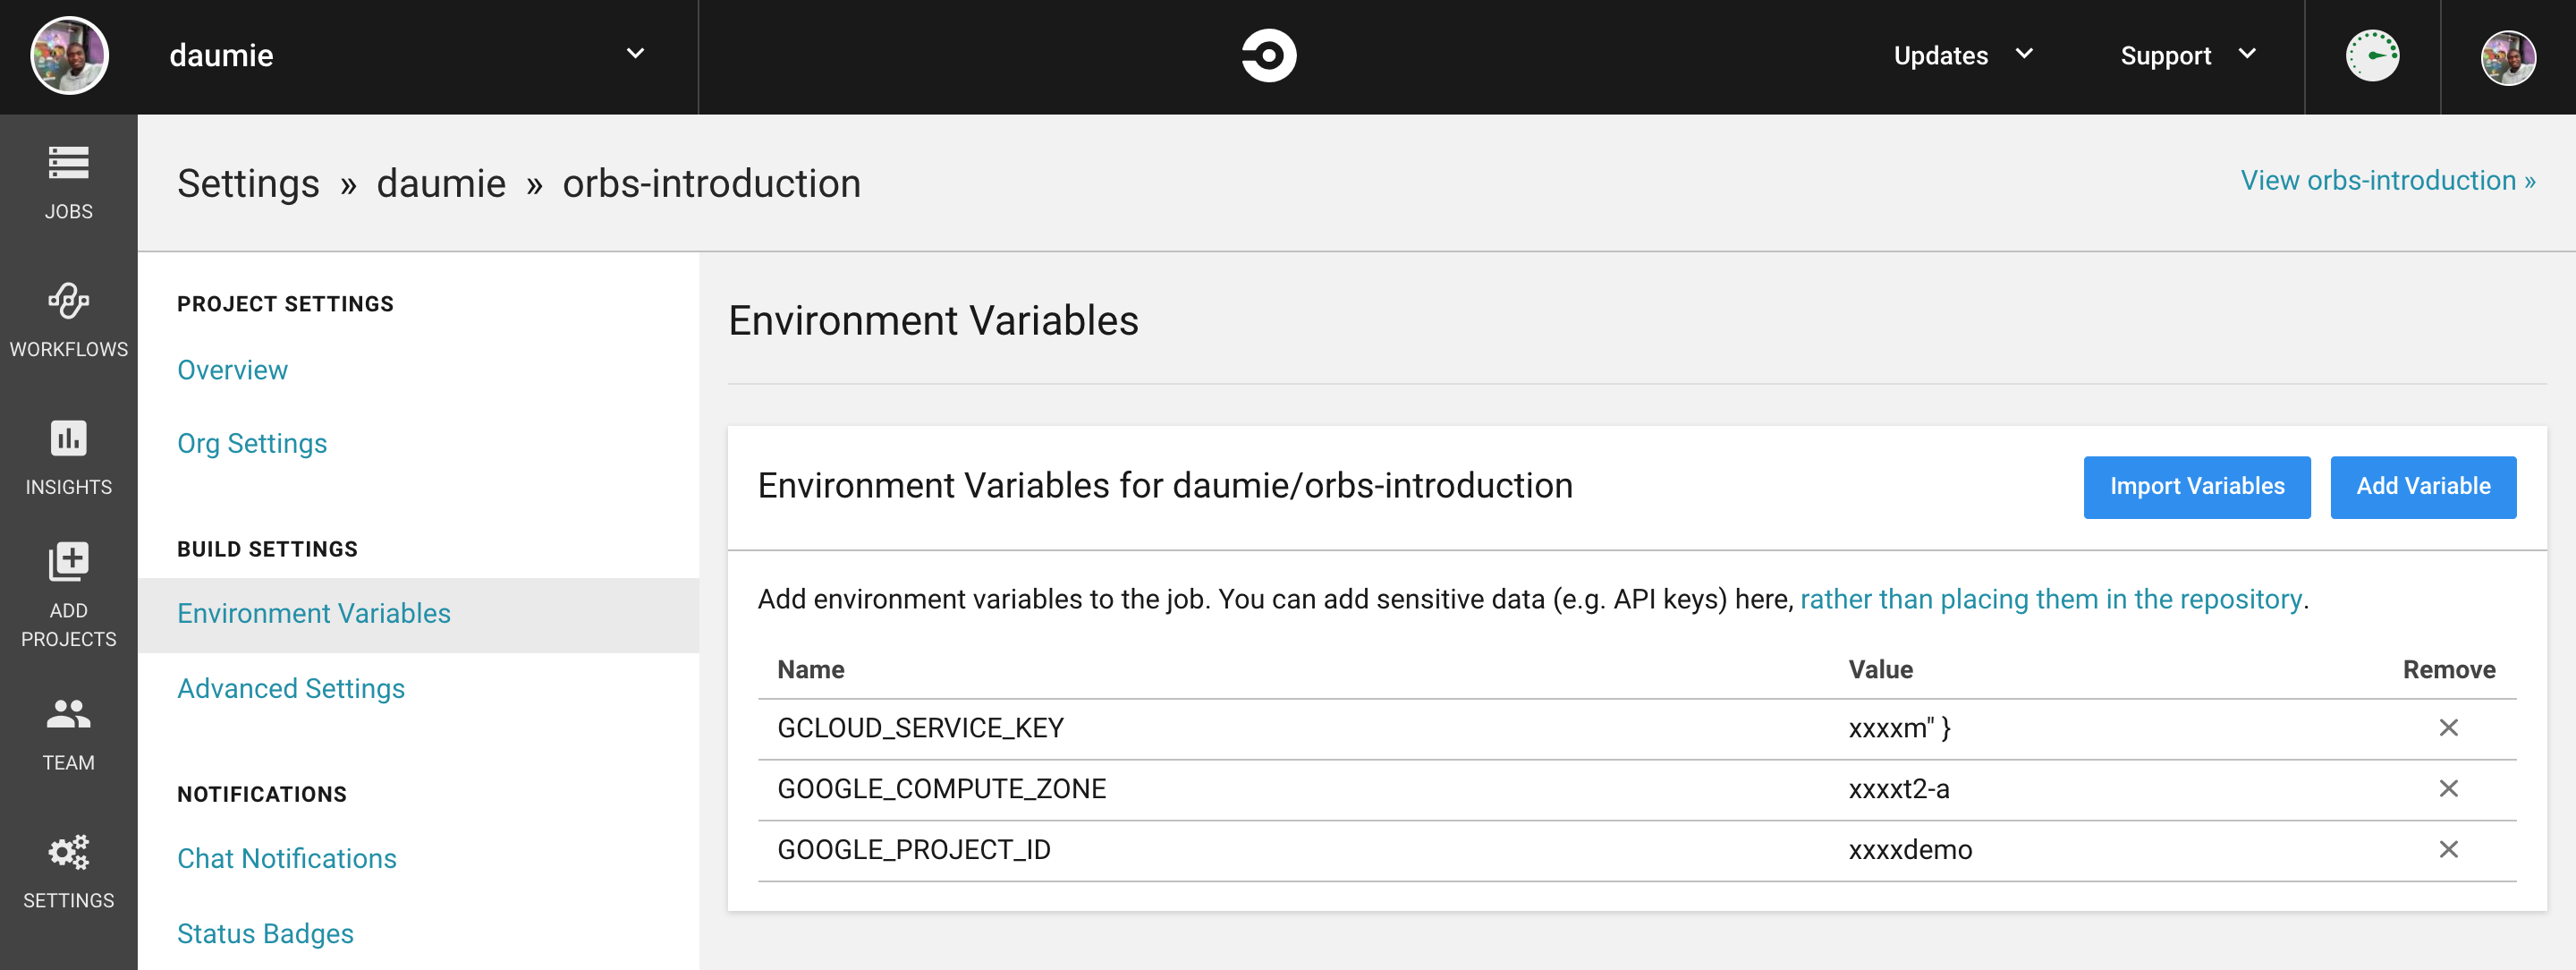 daumie
Updates
Support
JOBS
WORKFLOWS
INSIGHTS
ADD
PROJECTS
TEAM
SETTINGS
Settings » daumie » orbs-introduction
View orbs-introduction »
PROJECT SETTINGS
Overview
Org Settings
BUILD SETTINGS
Environment Variables
Advanced Settings
NOTIFICATIONS
Chat Notifications
Status Badges
Environment Variables
Environment Variables for daumie/orbs-introduction
Import Variables
Add Variable
Add environment variables to the job. You can add sensitive data (e.g. API keys) here, rather than placing them in the repository.
Name Value Remove
GCLOUD_SERVICE_KEY xxxxm" }
GOOGLE_COMPUTE_ZONE xxxxt2-a
GOOGLE_PROJECT_ID xxxxdemo